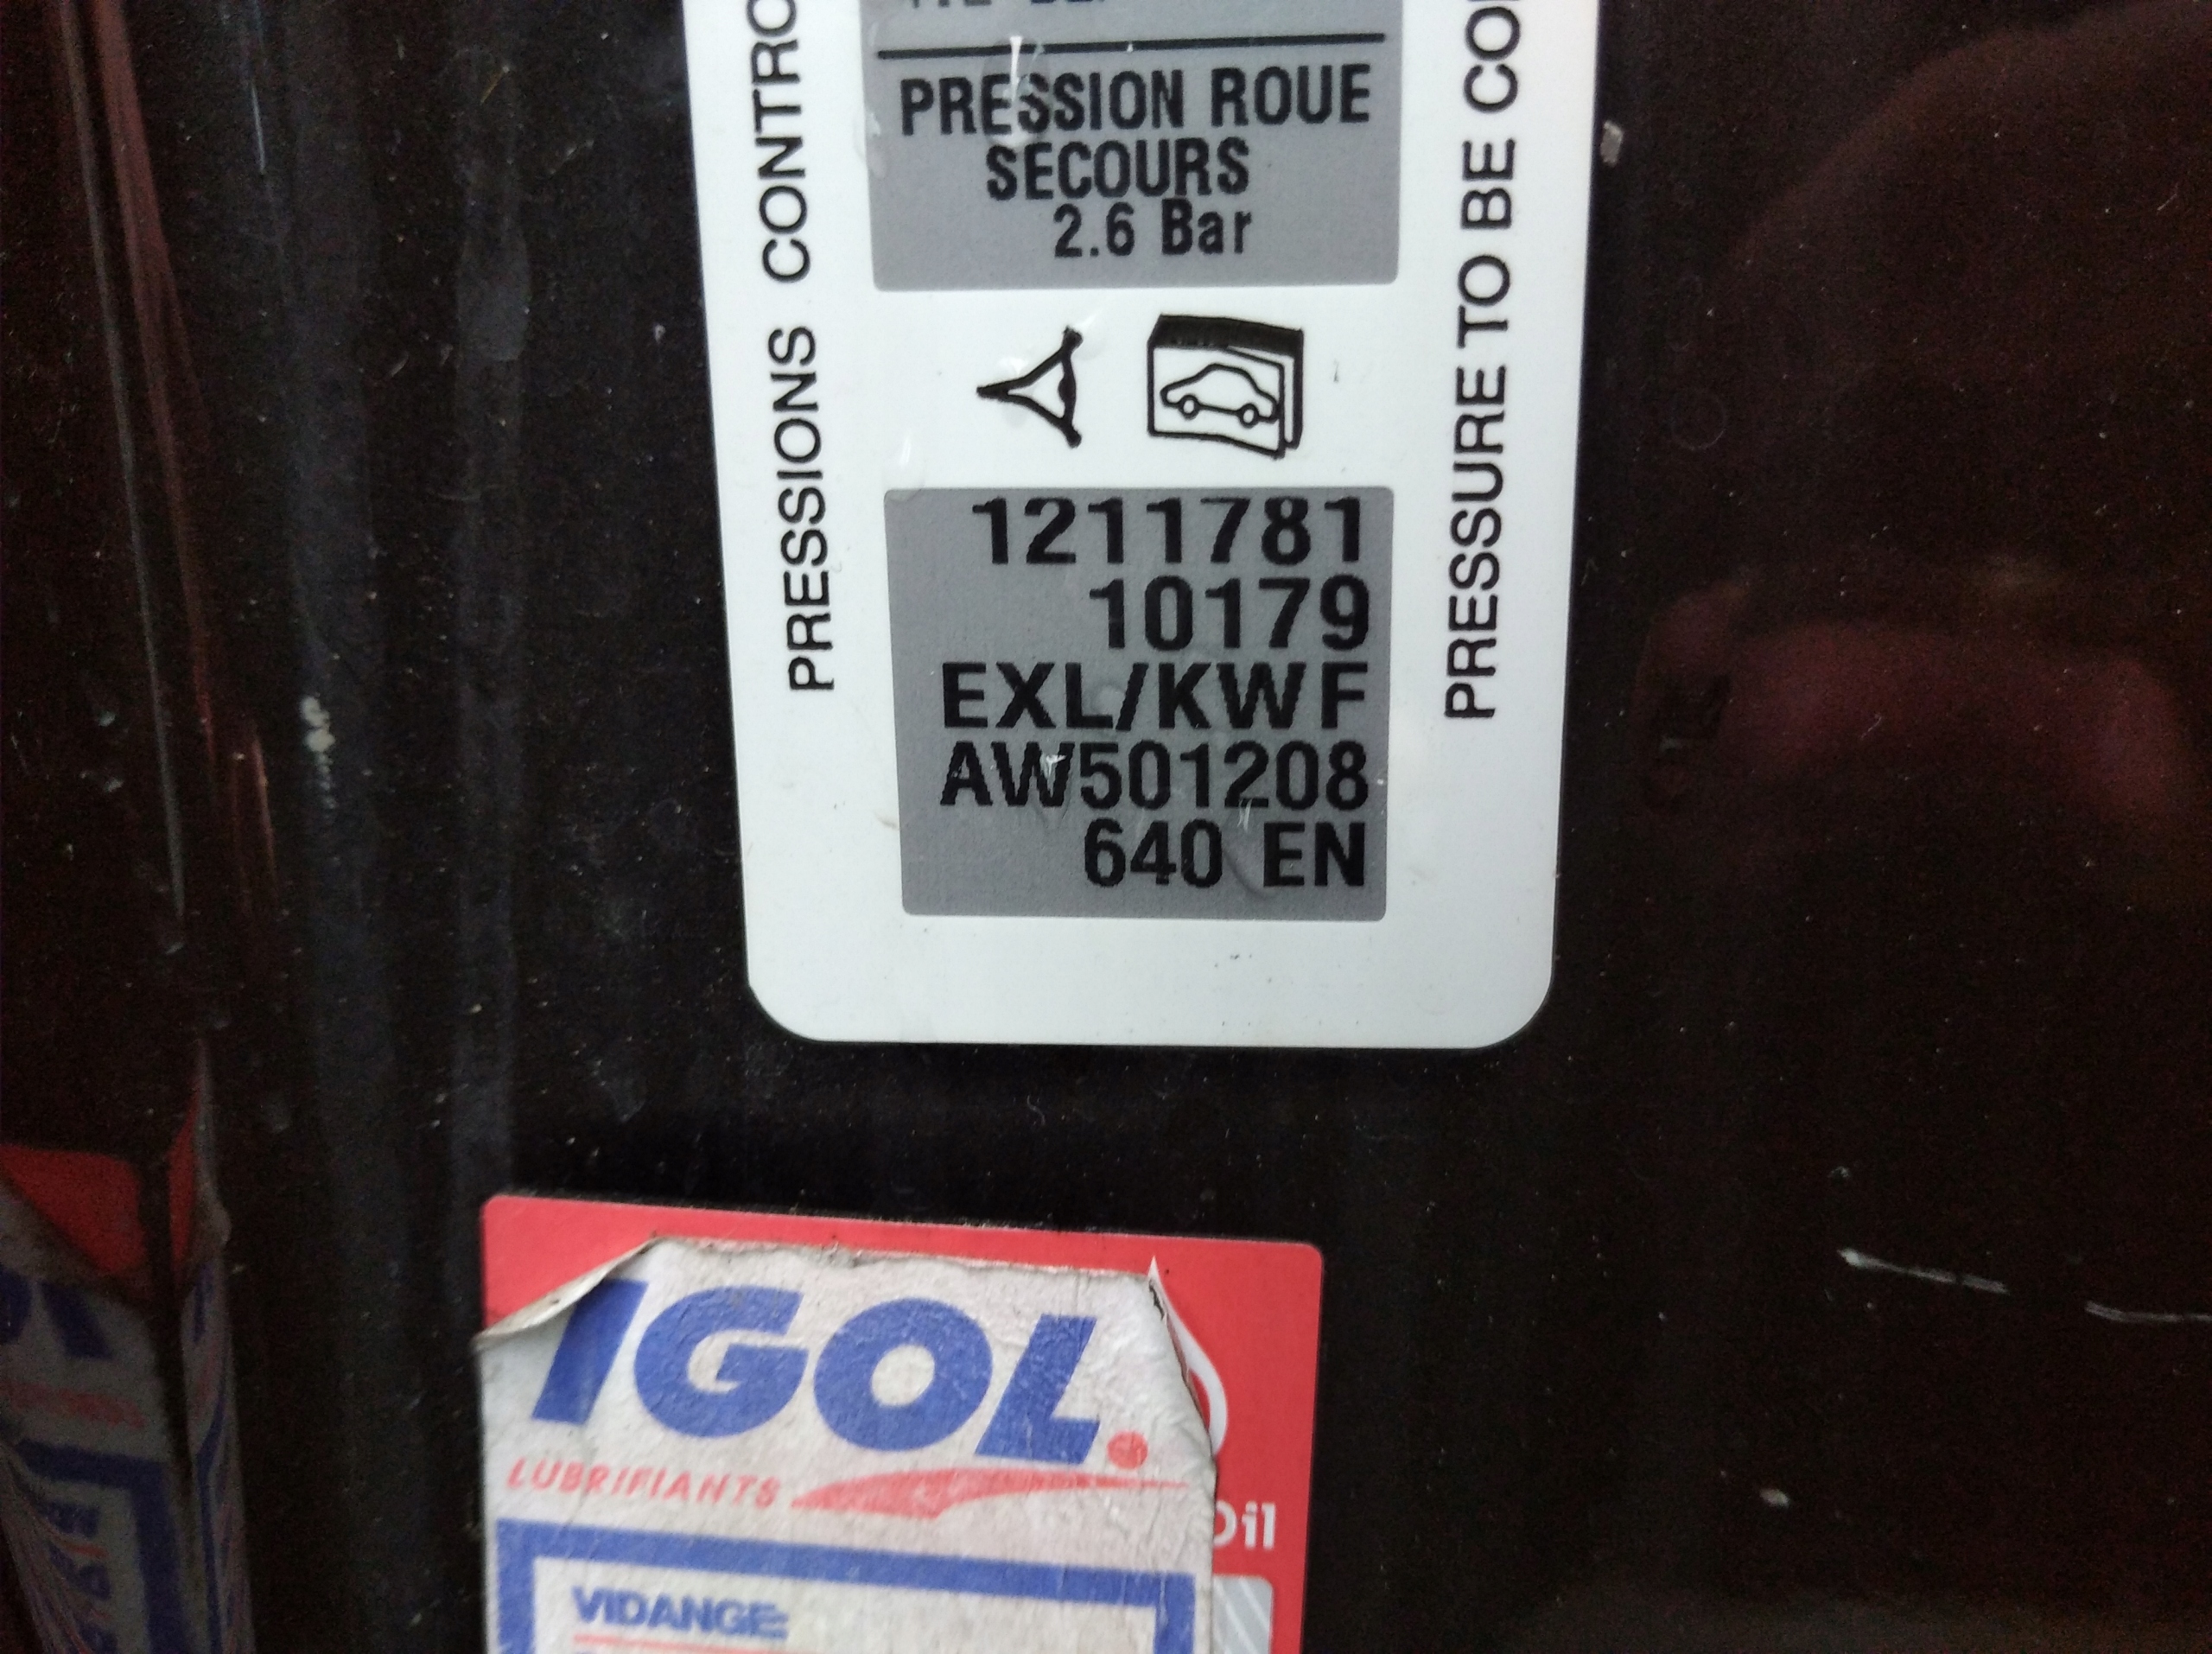 PRESSIONS CONTRO
PRESSION ROUE
SECOURS
2.6 Bar
PRESSURE TO BE CO
1211781
10179
EXL/KWF
AW501208
640 EN
IGOL.
LUBRIFIANTS
Oil
VIDANGE: